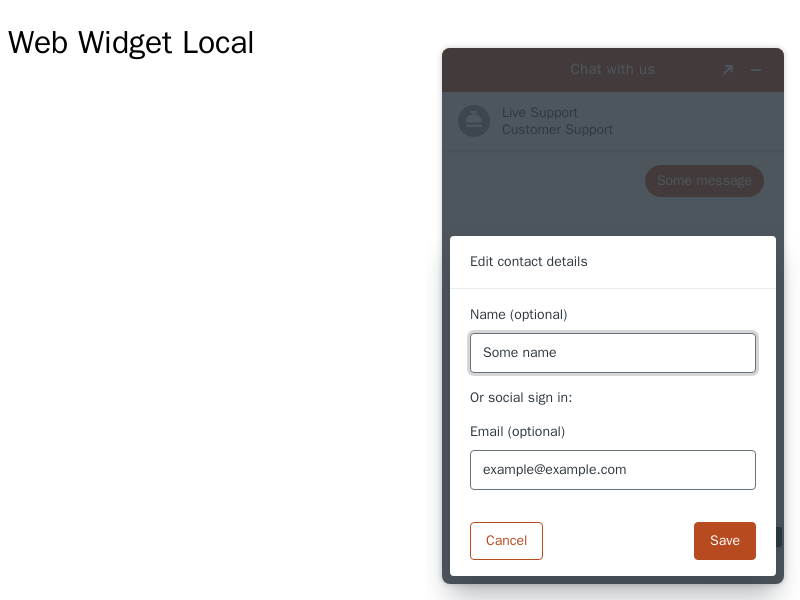 Web Widget Local
Chat with us
Live Support
Customer Support
Some message
Edit contact details
Name (optional)
Some name
Or social sign in:
Email (optional)
example@example.com
Cancel
Save